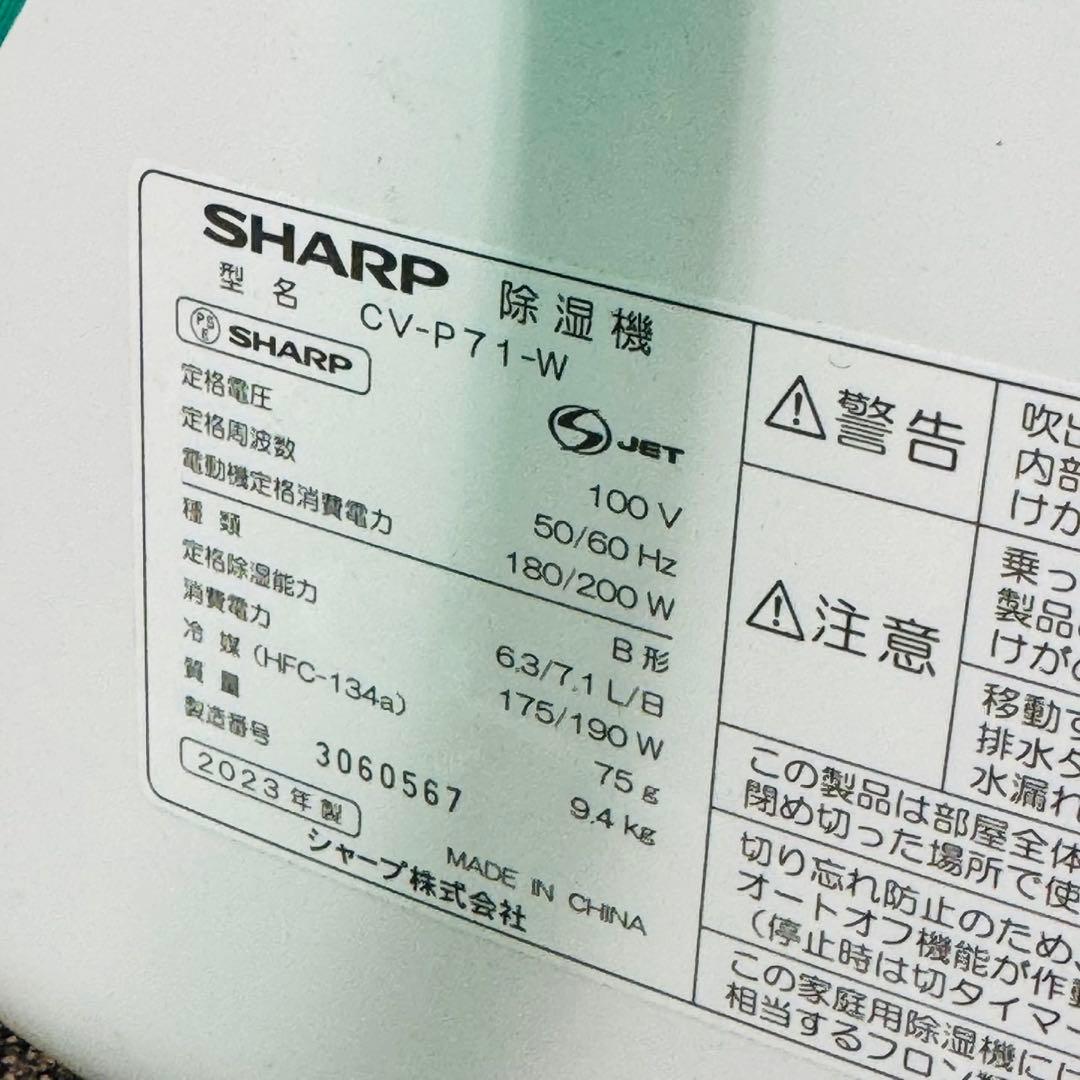 SHARP 除湿機
型名 CV-P71-W
PS E SHARP
S JET
定格電圧 100 V
定格周波数 50/60 Hz
電動機定格消費電力 180/200 W
種類 B形
定格除湿能力 6.3/7.1 L/日
消費電力 175/190 W
冷媒(HFC-134a) 75 g
質量 9.4 kg
製造番号 3060567
2023年製
MADE IN CHINA
シャープ株式会社
警告
吹出
内部
けが
注意
乗っ
製品
けがの
移動す
排水タ
水漏れ
この製品は部屋全体
閉め切った場所で使
切り忘れ防止のため、
オートオフ機能が作動
(停止時は切タイマー
この家庭用除湿機には
相当するフロン